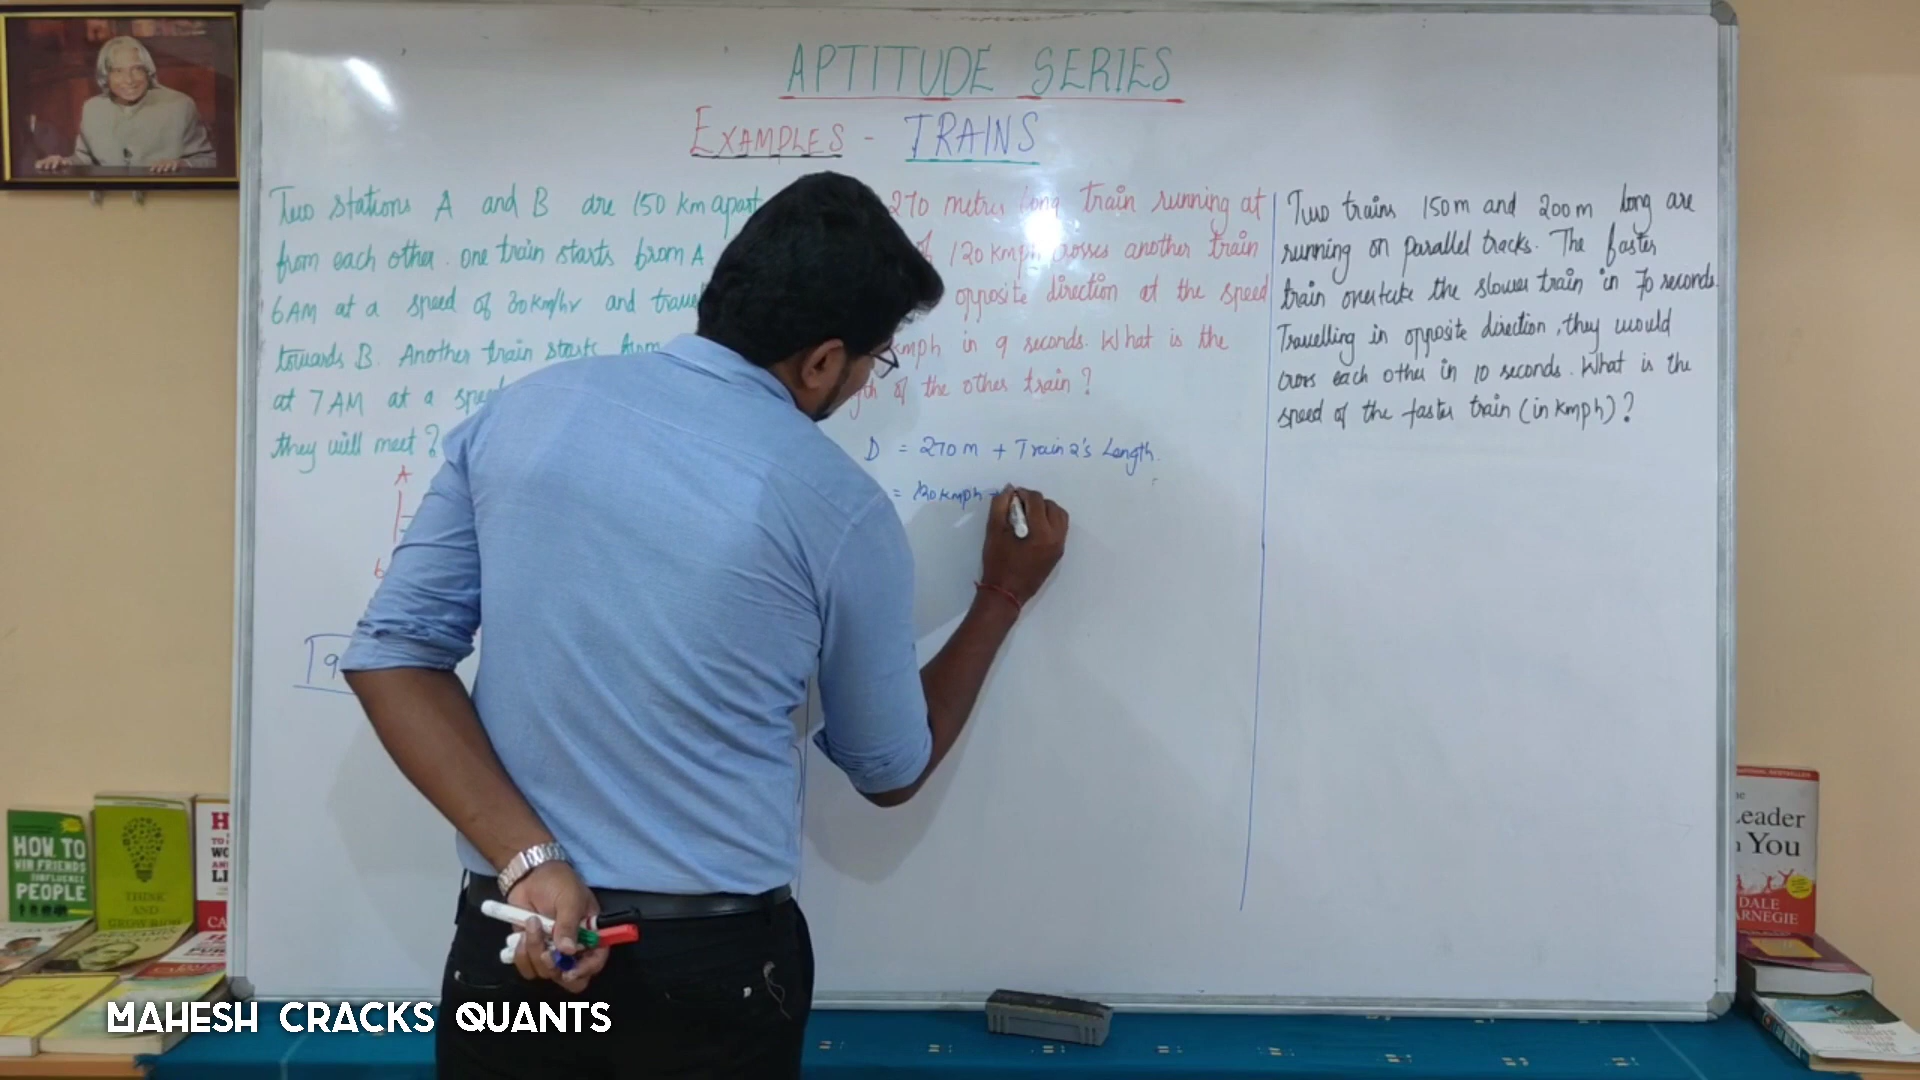 APTITUDE SERIES
EXAMPLES - TRAINS
Two stations A and B are 150 km apart
from each other. One train starts from A
6AM at a speed of 30km/hr and travel
towards B. Another train starts from
at 7AM at a
they will meet?
A
270 metres long train running at
120 kmph crosses another train
opposite direction at the speed
kmph in 9 seconds. What is the
of the other train?
D = 270 m + Train 2's Length.
= 120 kmph +
Two trains 150m and 200m long are
running on parallel tracks. The faster
train overtake the slower train in 70 seconds.
Travelling in opposite direction, they would
cross each other in 10 seconds. What is the
speed of the faster train (in kmph)?
HOW TO
WIN FRIENDS
& INFLUENCE
PEOPLE
THINK
AND
GROW RICH
Leader
You
DALE
MAHESH CRACKS QUANTS